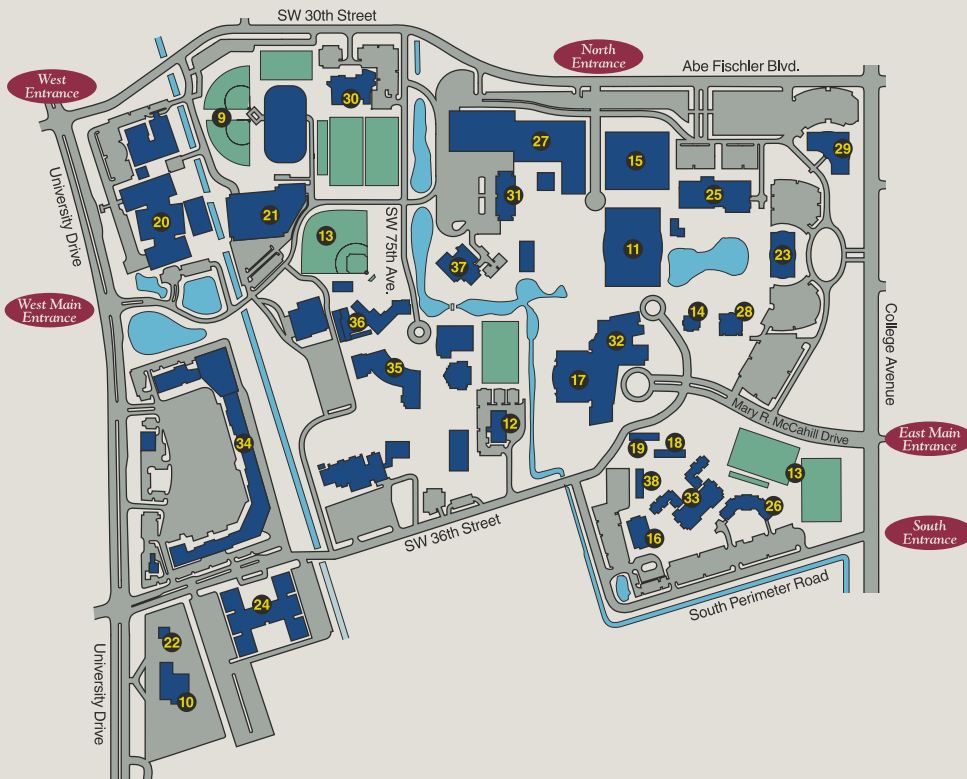 SW 30th Street
North
Entrance
Abe Fischler Blvd.
West
Entrance
30
9
27
15
29
University Drive
31
25
20
21
13
SW 75th Ave.
11
23
37
West Main
Entrance
14
28
36
32
College Avenue
35
17
Mary R. McCahill Drive
12
34
19
18
East Main
Entrance
13
38
33
26
SW 36th Street
16
South
Entrance
South Perimeter Road
24
22
University Drive
10